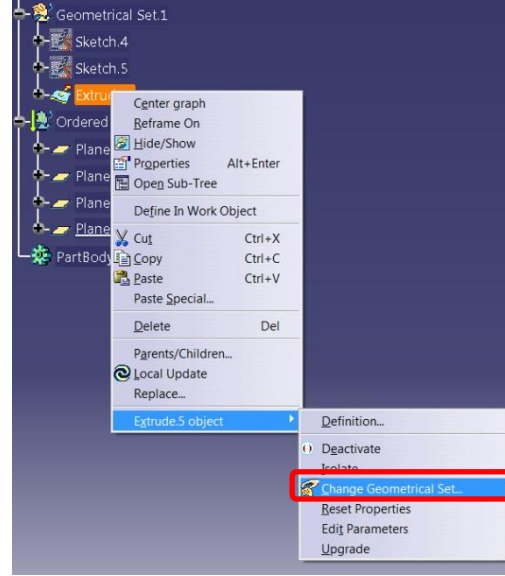 Geometrical Set.1
Sketch.4
Sketch.5
Extru
Ordered
Plane
Plane
Plane
Plane
PartBody
Center graph
Reframe On
Hide/Show
Properties Alt+Enter
Open Sub-Tree
Define In Work Object
Cut Ctrl+X
Copy Ctrl+C
Paste Ctrl+V
Paste Special...
Delete Del
Parents/Children...
Local Update
Replace...
Extrude.5 object
Definition...
Deactivate
Isolate
Change Geometrical Set...
Reset Properties
Edit Parameters
Upgrade